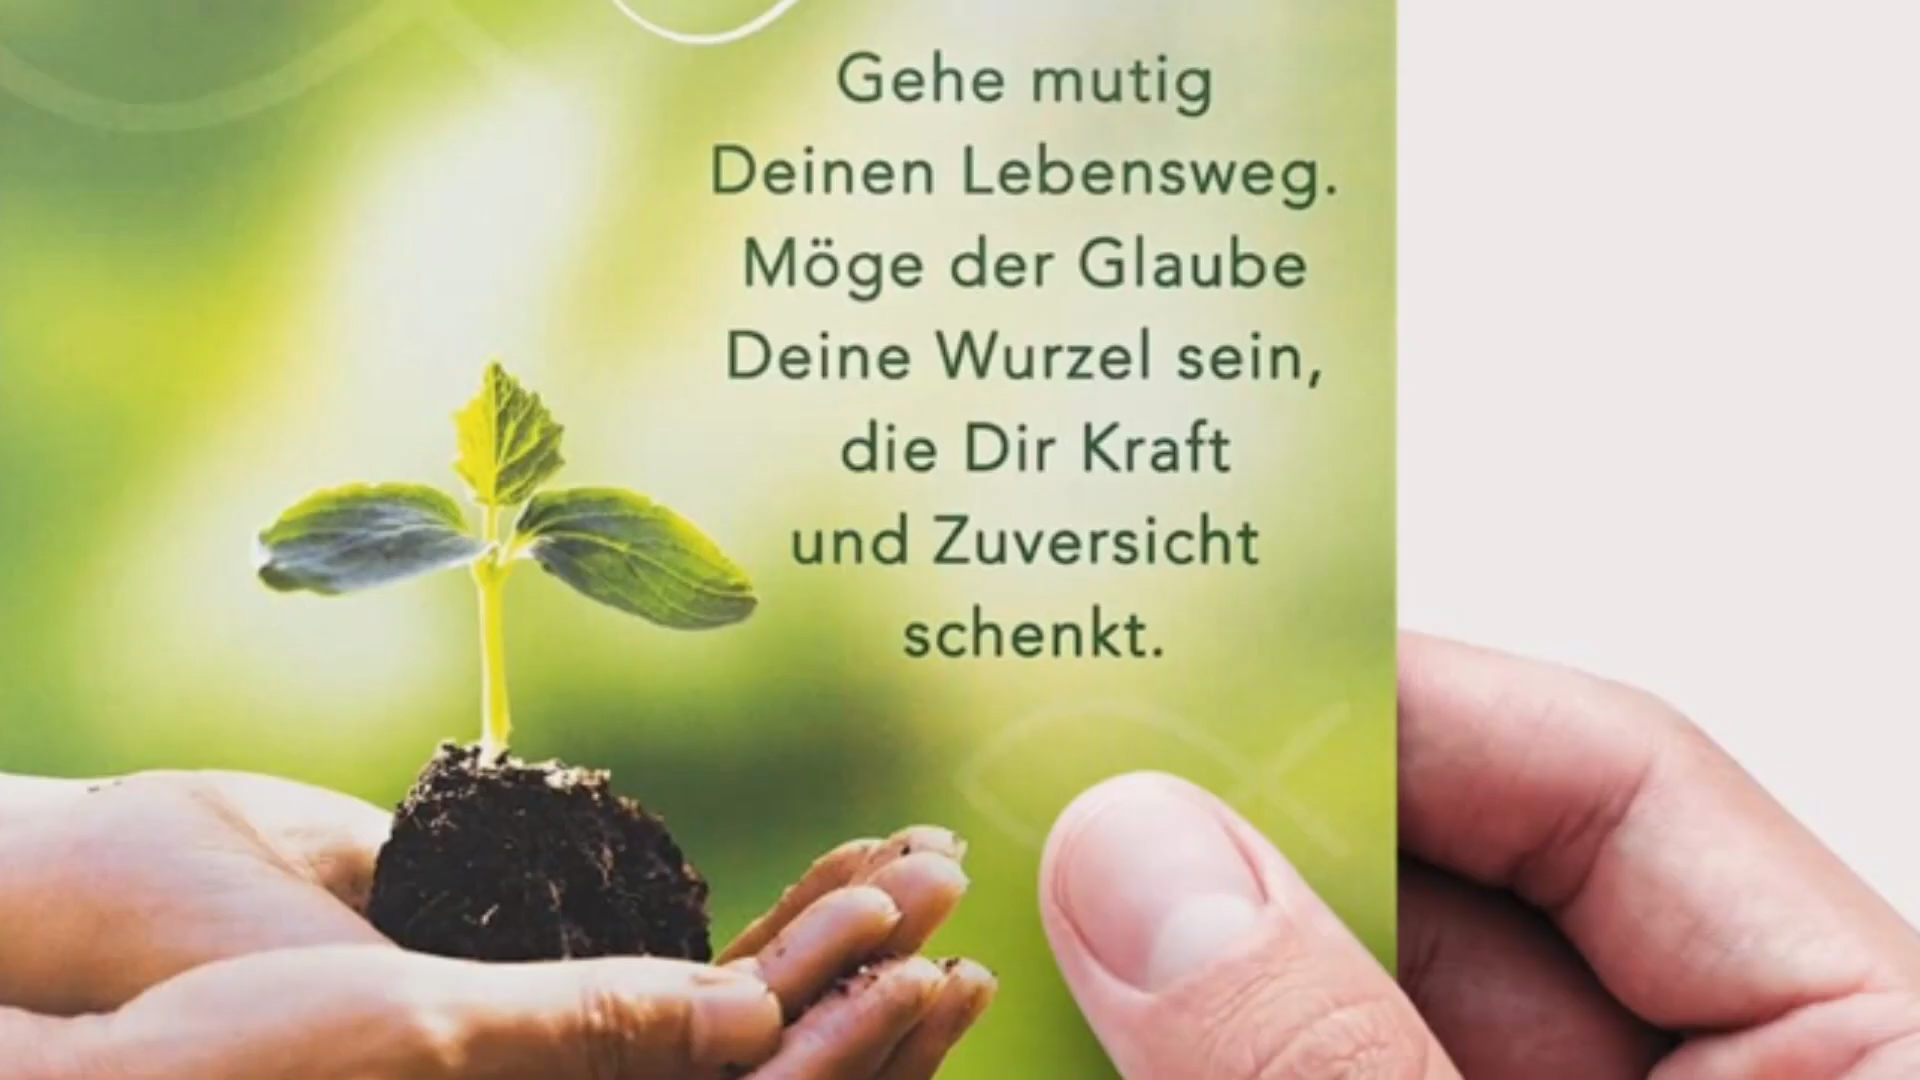 Gehe mutig
Deinen Lebensweg.
Möge der Glaube
Deine Wurzel sein,
die Dir Kraft
und Zuversicht
schenkt.